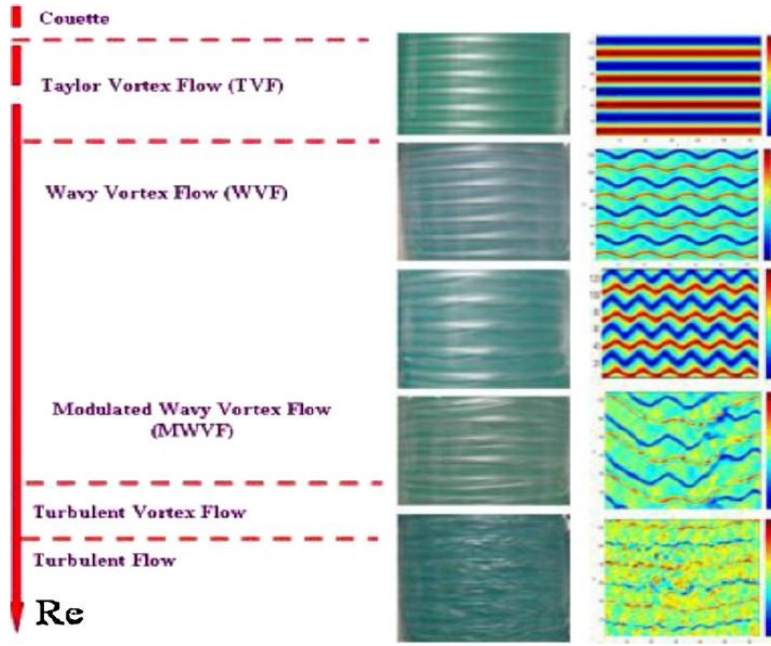 Couette
Taylor Vortex Flow (TVF)
Wavy Vortex Flow (WVF)
Modulated Wavy Vortex Flow
(MWVF)
Turbulent Vortex Flow
Turbulent Flow
Re